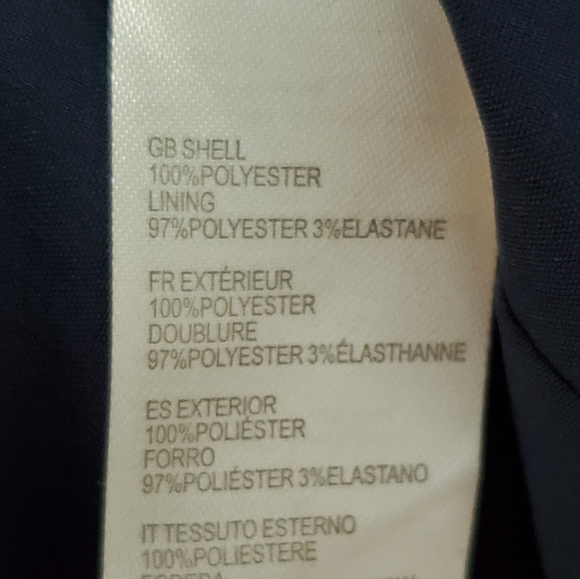 GB SHELL
100%POLYESTER
LINING
97%POLYESTER 3%ELASTANE
FR EXTÉRIEUR
100%POLYESTER
DOUBLURE
97%POLYESTER 3%ÉLASTHANNE
ES EXTERIOR
100%POLIÉSTER
FORRO
97%POLIÉSTER 3%ELASTANO
IT TESSUTO ESTERNO
100%POLIESTERE